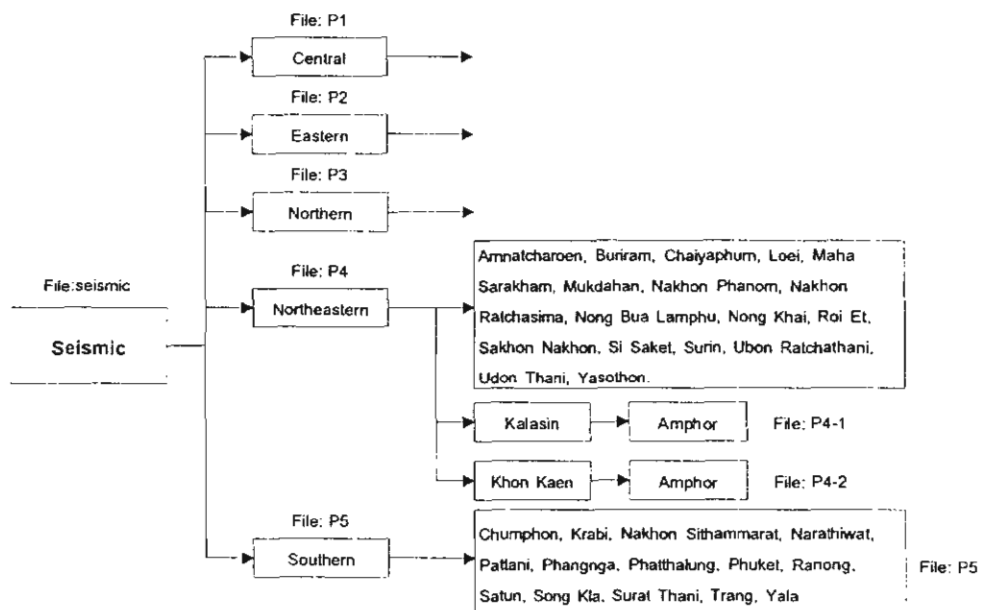 File: P1
Central
File: P2
Eastern
File: P3
Northern
File:seismic
Seismic
File: P4
Northeastern
Amnatcharoen, Buriram, Chaiyaphum, Loei, Maha
Sarakham, Mukdahan, Nakhon Phanom, Nakhon
Ratchasima, Nong Bua Lamphu, Nong Khai, Roi Et,
Sakhon Nakhon, Si Saket, Surin, Ubon Ratchathani,
Udon Thani, Yasothon.
Kalasin
Amphor
File: P4-1
Khon Kaen
Amphor
File: P4-2
File: P5
Southern
Chumphon, Krabi, Nakhon Sithammarat, Narathiwat,
Pattani, Phangnga, Phatthalung, Phuket, Ranong,
Satun, Song Kla, Surat Thani, Trang, Yala
File: P5